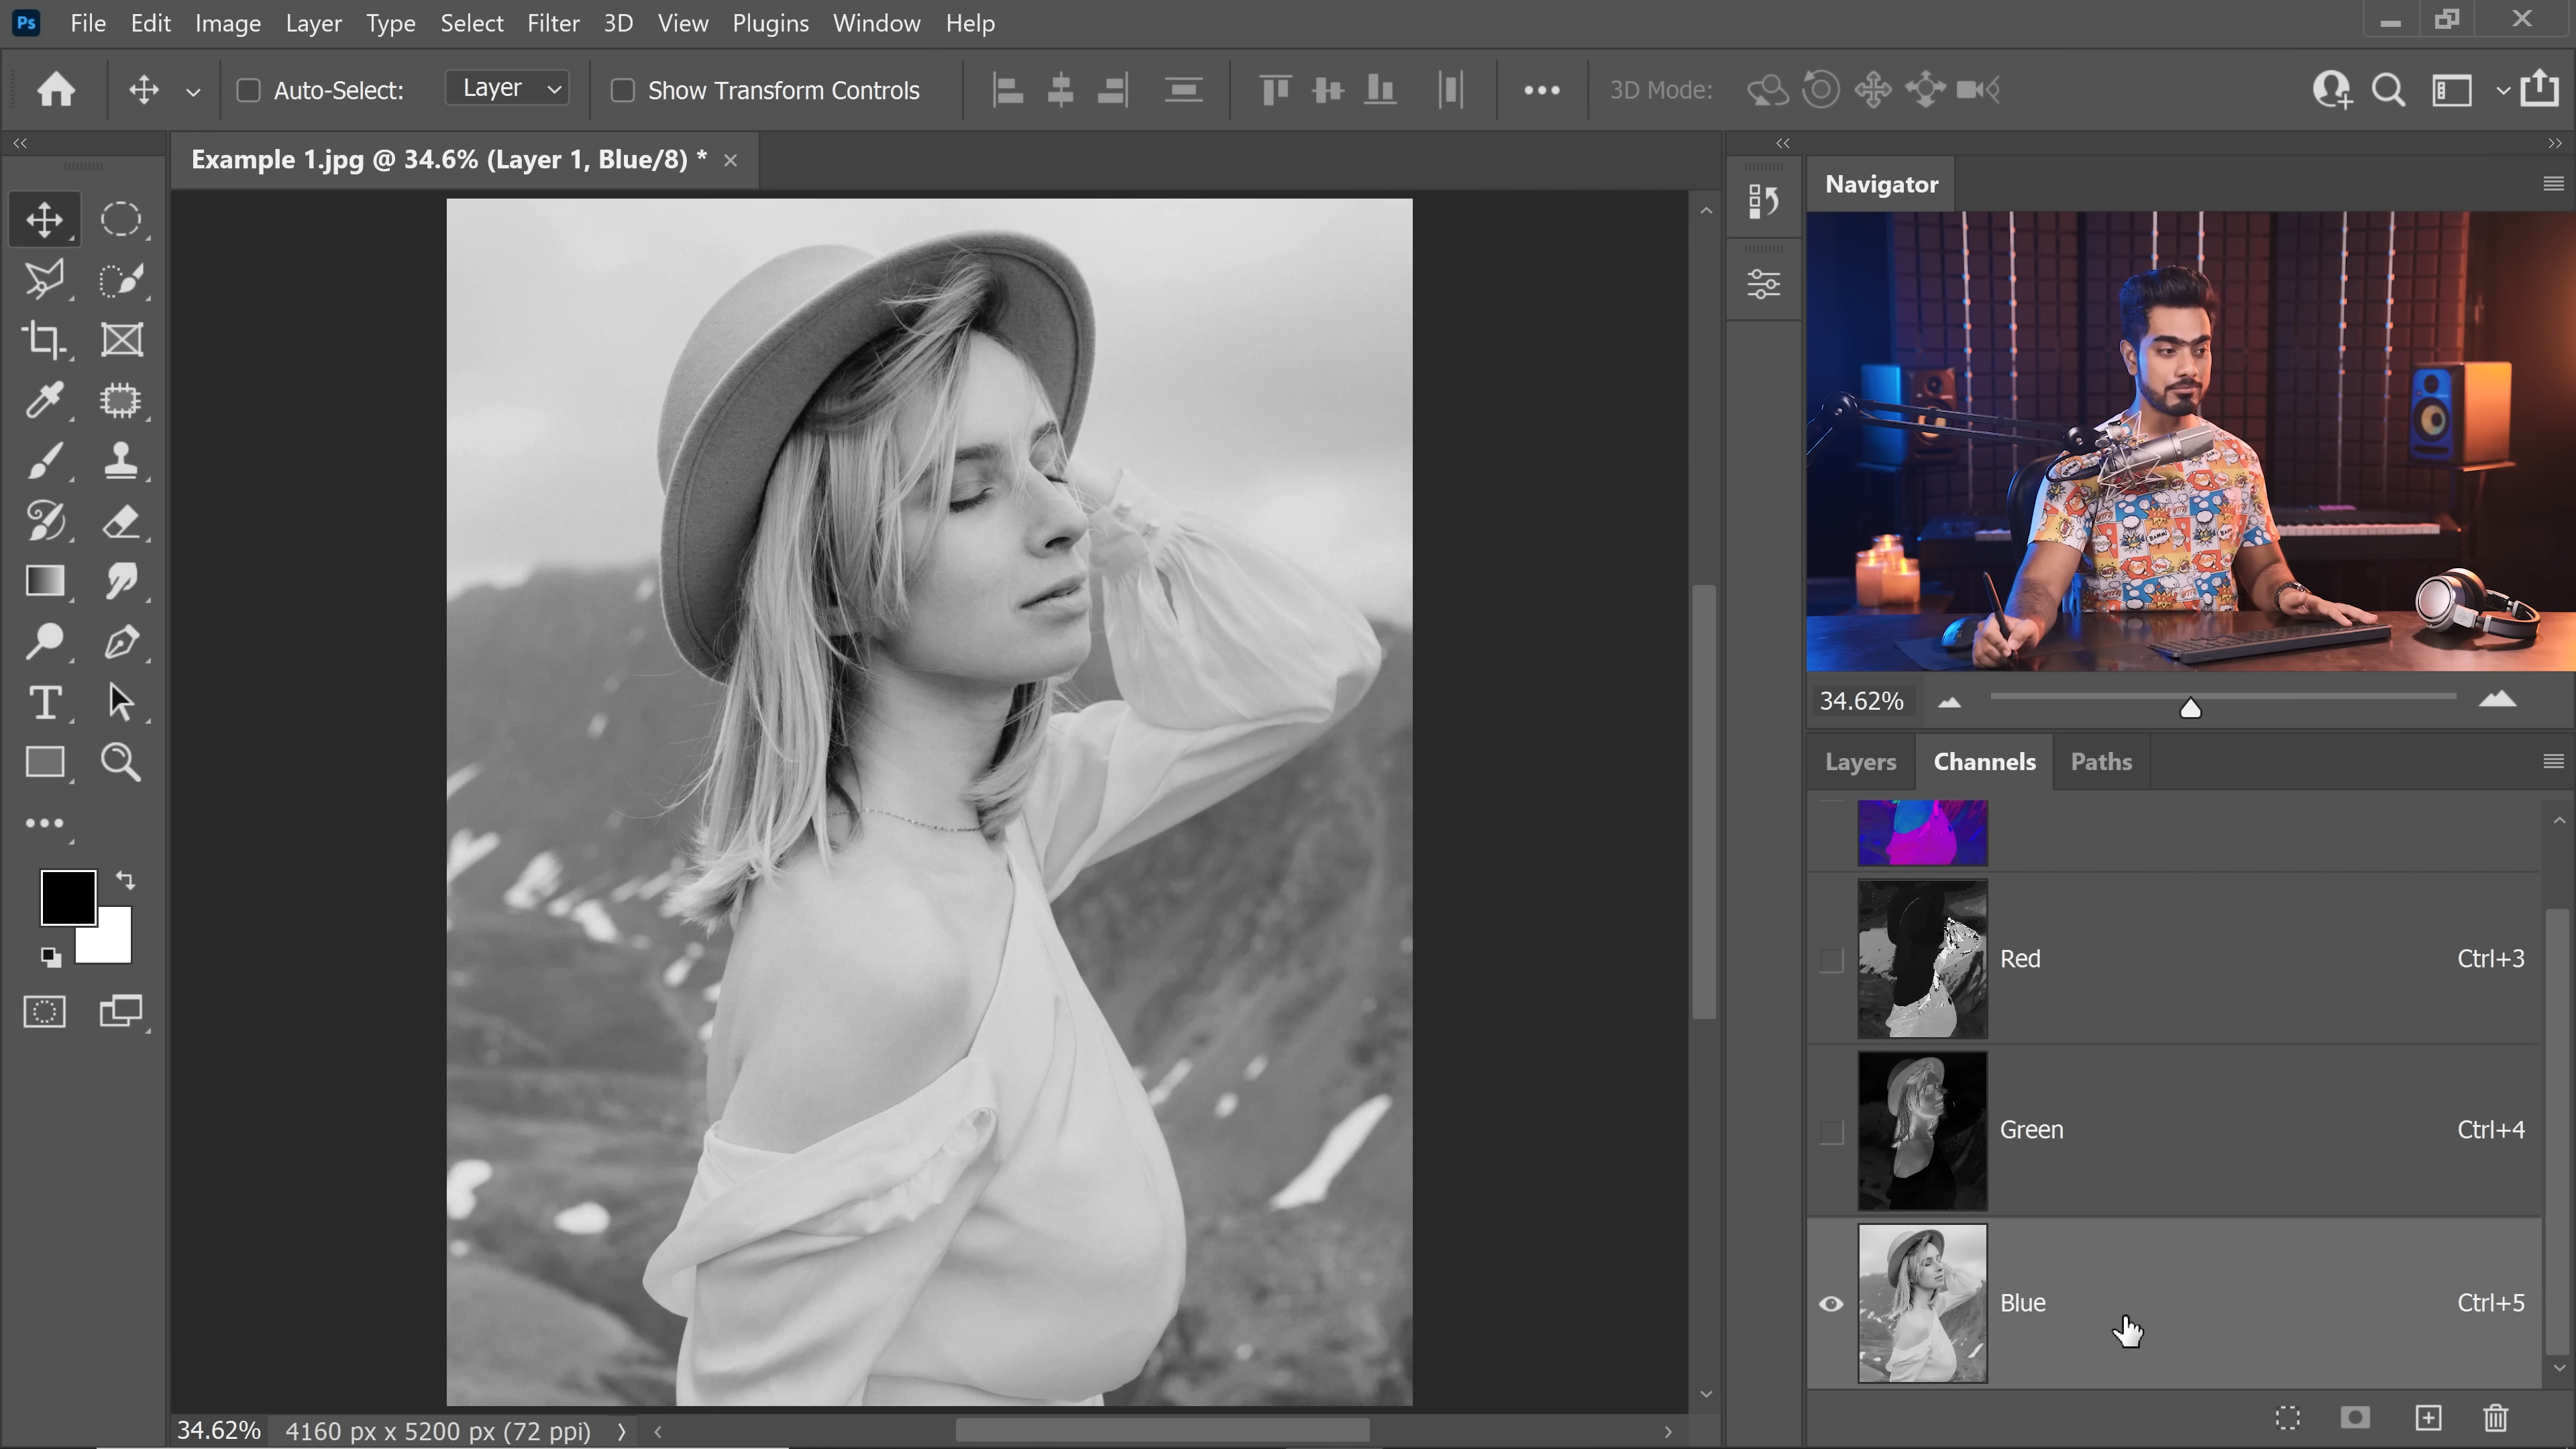 Ps File Edit Image Layer Type Select Filter 3D View Plugins Window Help
Auto-Select: Layer Show Transform Controls 3D Mode:
Example 1.jpg @ 34.6% (Layer 1, Blue/8) *
Navigator
34.62%
Layers Channels Paths
Red Ctrl+3
Green Ctrl+4
Blue Ctrl+5
34.62% 4160 px x 5200 px (72 ppi)